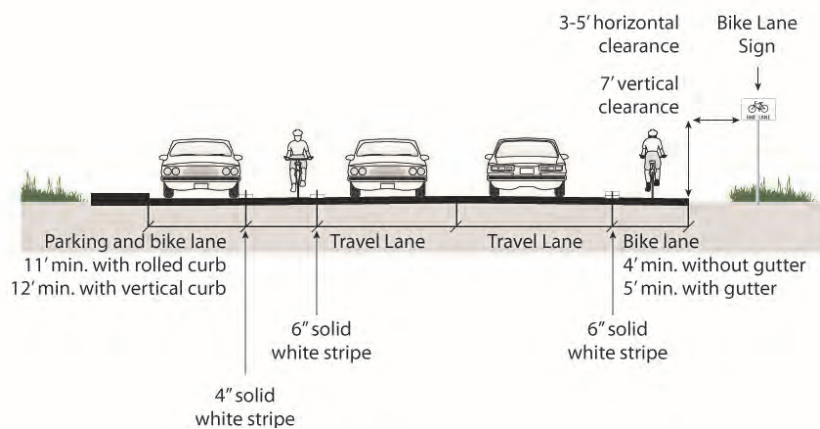 3-5’ horizontal
clearance
7’ vertical
clearance
Bike Lane
Sign
BIKE LANE
Parking and bike lane
11’ min. with rolled curb
12’ min. with vertical curb
Travel Lane
Travel Lane
Bike lane
4’ min. without gutter
5’ min. with gutter
6” solid
white stripe
6” solid
white stripe
4” solid
white stripe